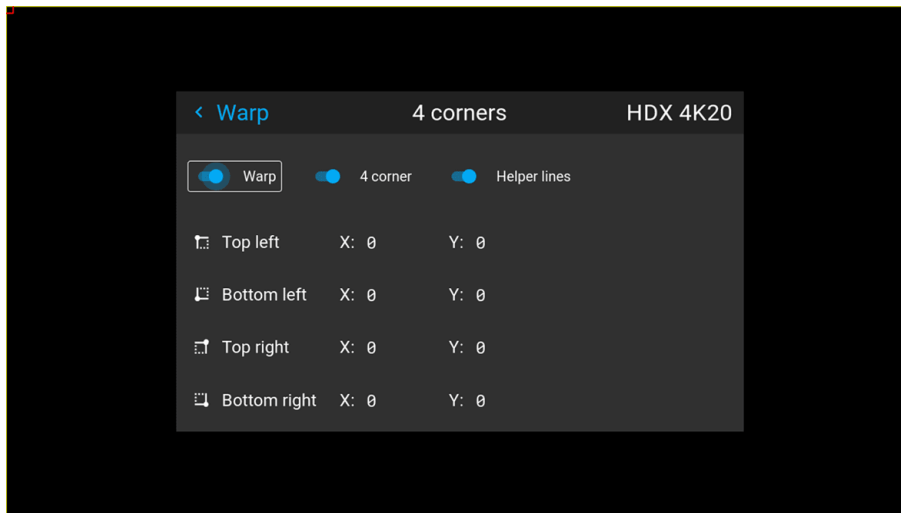 Warp 4 corners HDX 4K20
Warp 4 corner Helper lines
Top left X: 0 Y: 0
Bottom left X: 0 Y: 0
Top right X: 0 Y: 0
Bottom right X: 0 Y: 0